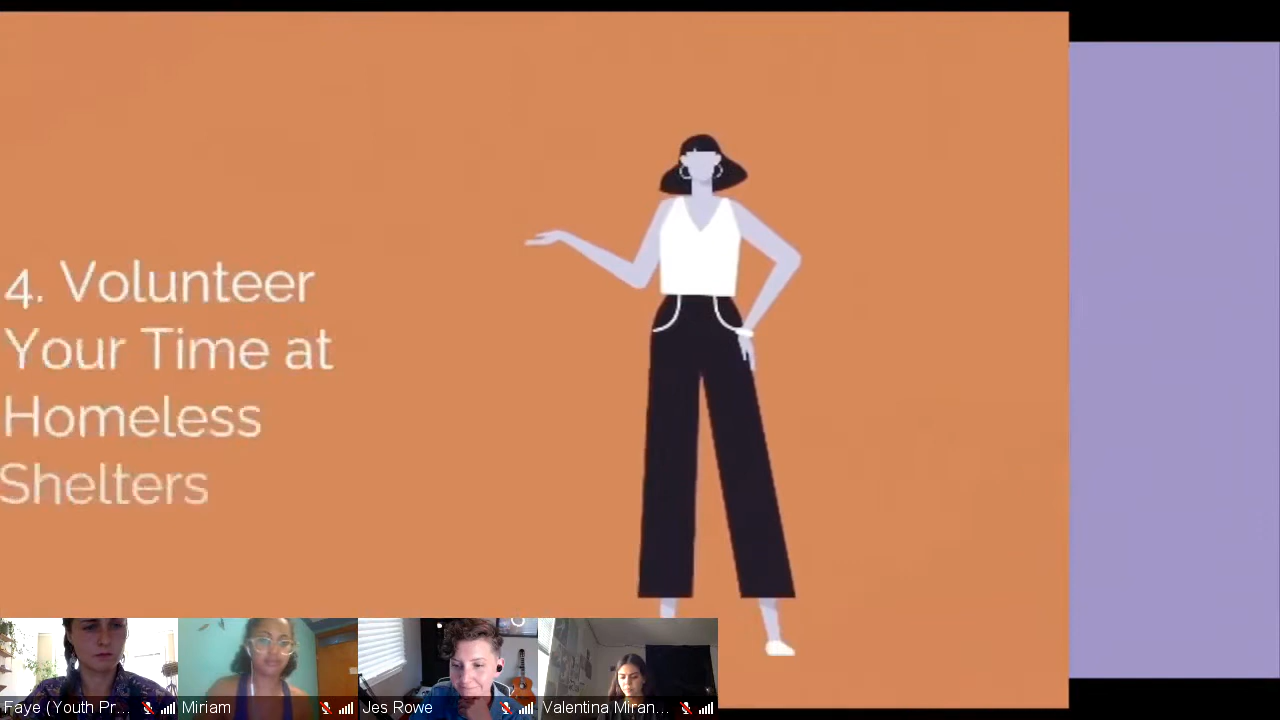 4. Volunteer
Your Time at
Homeless
Shelters
Faye (Youth Pr...
Miriam
Jes Rowe
Valentina Miran...